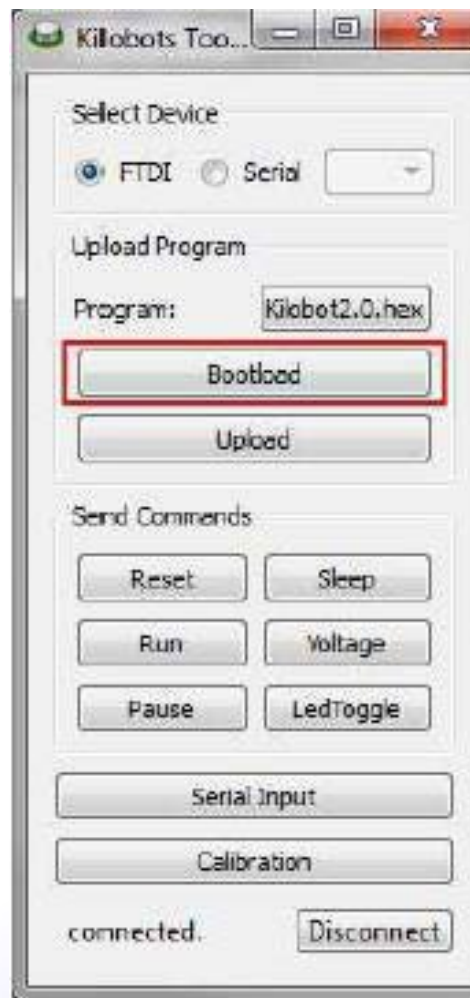 Killobots Too...
Select Device
FTDI Serial
Upload Program
Program: Kilobot2.0.hex
Bootload
Upload
Send Commands
Reset Sleep
Run Voltage
Pause LedToggle
Serial Input
Calibration
connected. Disconnect